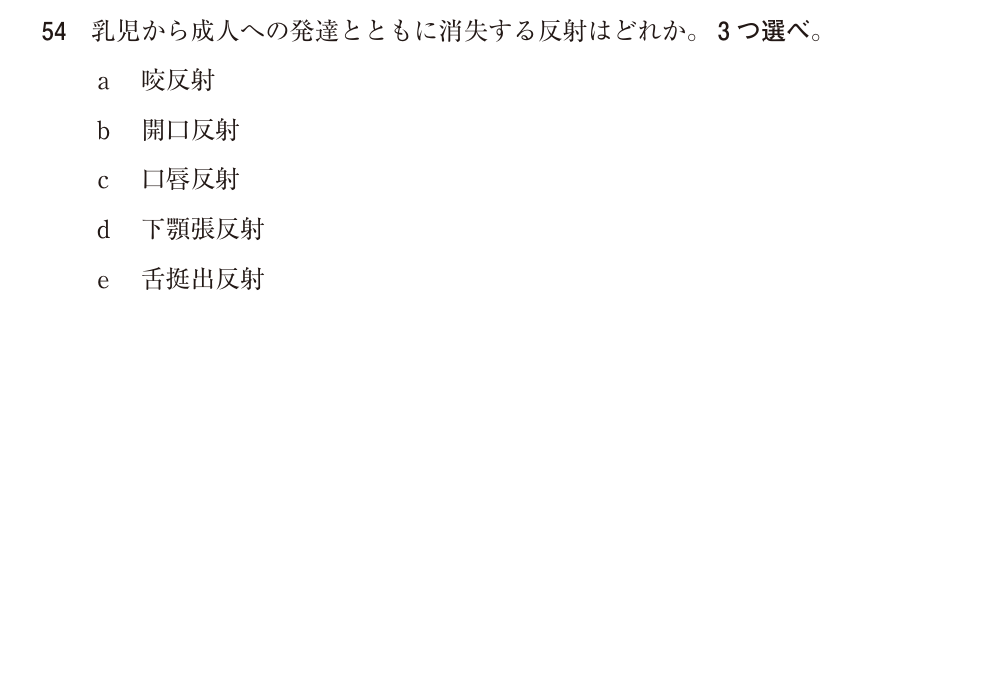 54 乳児から成人への発達とともに消失する反射はどれか。3つ選べ。
a 咬反射
b 開口反射
c 口唇反射
d 下顎張反射
e 舌挺出反射